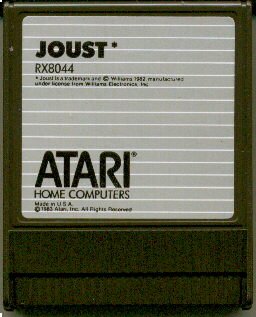 JOUST*
RX8044
* Joust is a trademark and © Williams 1982, manufactured
under license from Williams Electronics, Inc.
ATARI®
HOME COMPUTERS
Made in U.S.A.
©1983 Atari, Inc. All Rights Reserved